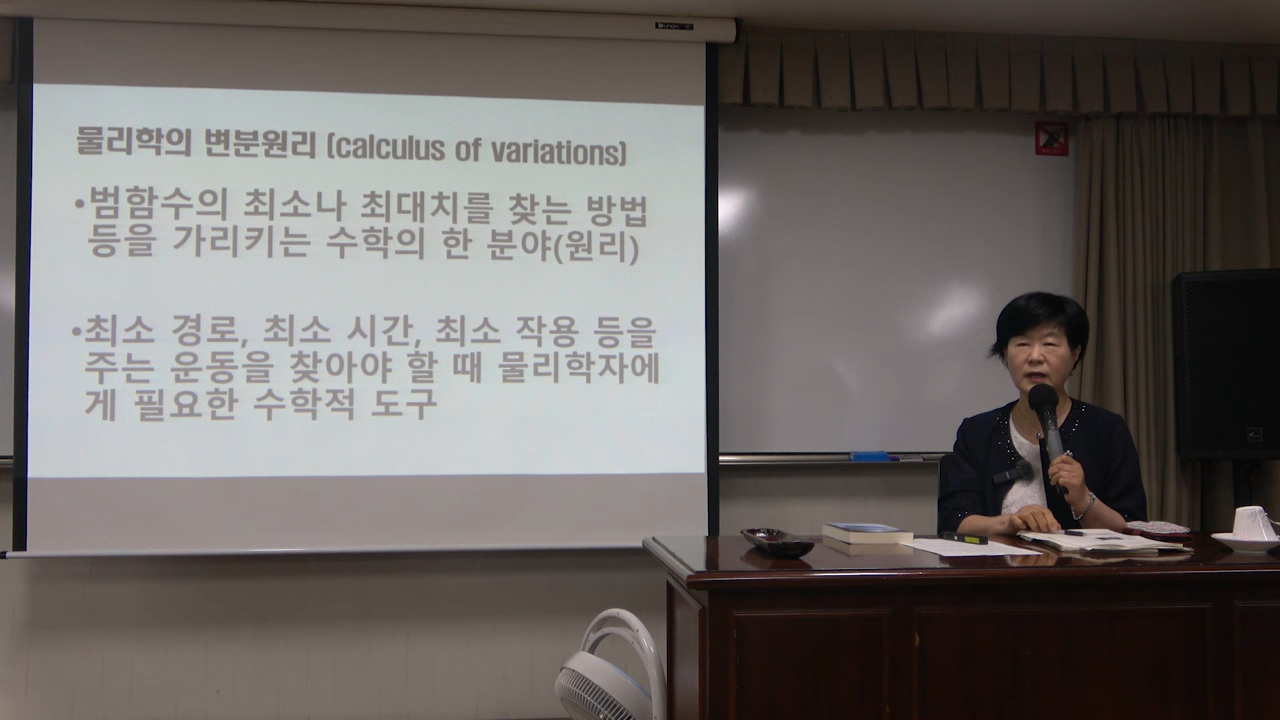 물리학의 변분원리 (calculus of variations)
•범함수의 최소나 최대치를 찾는 방법
등을 가리키는 수학의 한 분야(원리)
•최소 경로, 최소 시간, 최소 작용 등을
주는 운동을 찾아야 할 때 물리학자에
게 필요한 수학적 도구